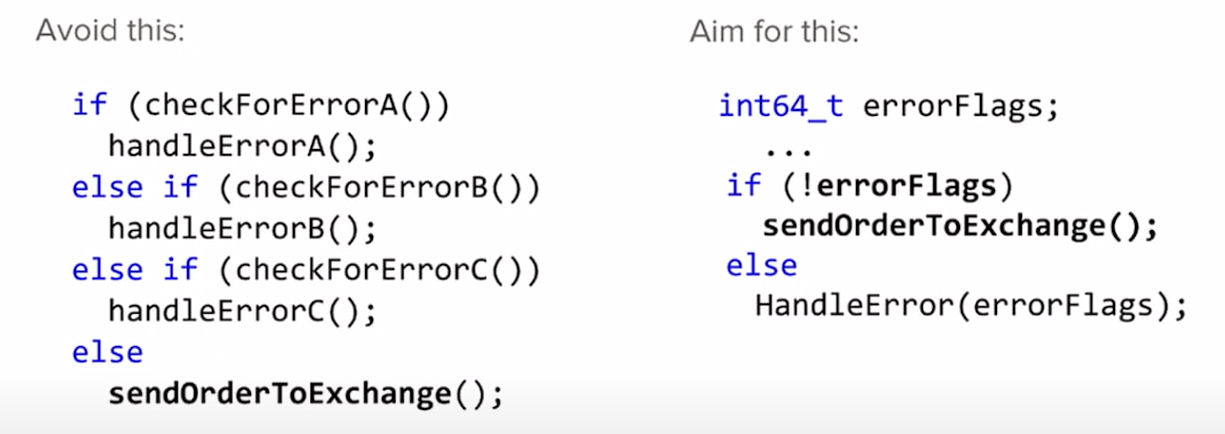 Avoid this:
if (checkForErrorA())
handleErrorA();
else if (checkForErrorB())
handleErrorB();
else if (checkForErrorC())
handleErrorC();
else
sendOrderToExchange();
Aim for this:
int64_t errorFlags;
...
if (!errorFlags)
sendOrderToExchange();
else
HandleError(errorFlags);